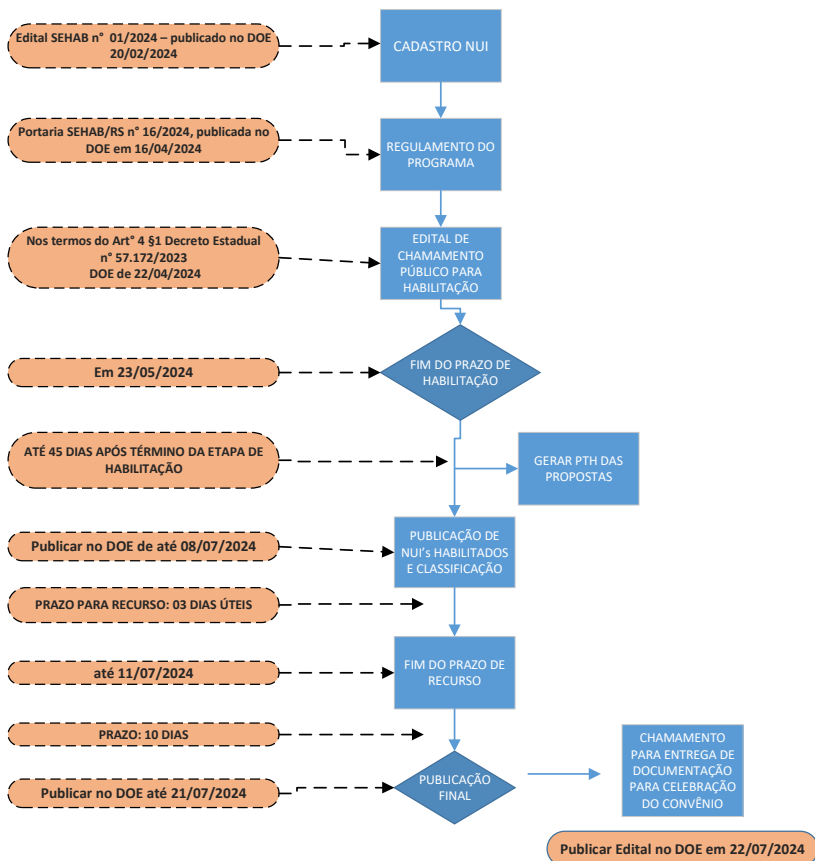 Edital SEHAB n° 01/2024 – publicado no DOE
20/02/2024
CADASTRO NUI
Portaria SEHAB/RS n° 16/2024, publicada no
DOE em 16/04/2024
REGULAMENTO DO
PROGRAMA
Nos termos do Art° 4 §1 Decreto Estadual
n° 57.172/2023
DOE de 22/04/2024
EDITAL DE
CHAMAMENTO
PÚBLICO PARA
HABILITAÇÃO
Em 23/05/2024
FIM DO PRAZO DE
HABILITAÇÃO
ATÉ 45 DIAS APÓS TÉRMINO DA ETAPA DE
HABILITAÇÃO
GERAR PTH DAS
PROPOSTAS
Publicar no DOE de até 08/07/2024
PUBLICAÇÃO DE
NUI’s HABILITADOS
E CLASSIFICAÇÃO
PRAZO PARA RECURSO: 03 DIAS ÚTEIS
até 11/07/2024
FIM DO PRAZO DE
RECURSO
PRAZO: 10 DIAS
Publicar no DOE até 21/07/2024
PUBLICAÇÃO
FINAL
CHAMAMENTO
PARA ENTREGA DE
DOCUMENTAÇÃO
PARA CELEBRAÇÃO
DO CONVÊNIO
Publicar Edital no DOE em 22/07/2024